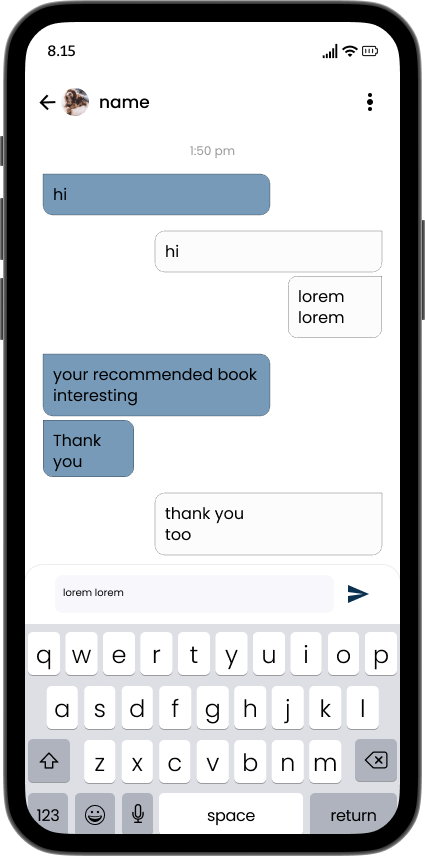 8.15
name
1:50 pm
hi
hi
lorem
lorem
your recommended book
interesting
Thank
you
thank you
too
lorem lorem
q w e r t y u i o p
a s d f g h j k l
z x c v b n m
123 space return